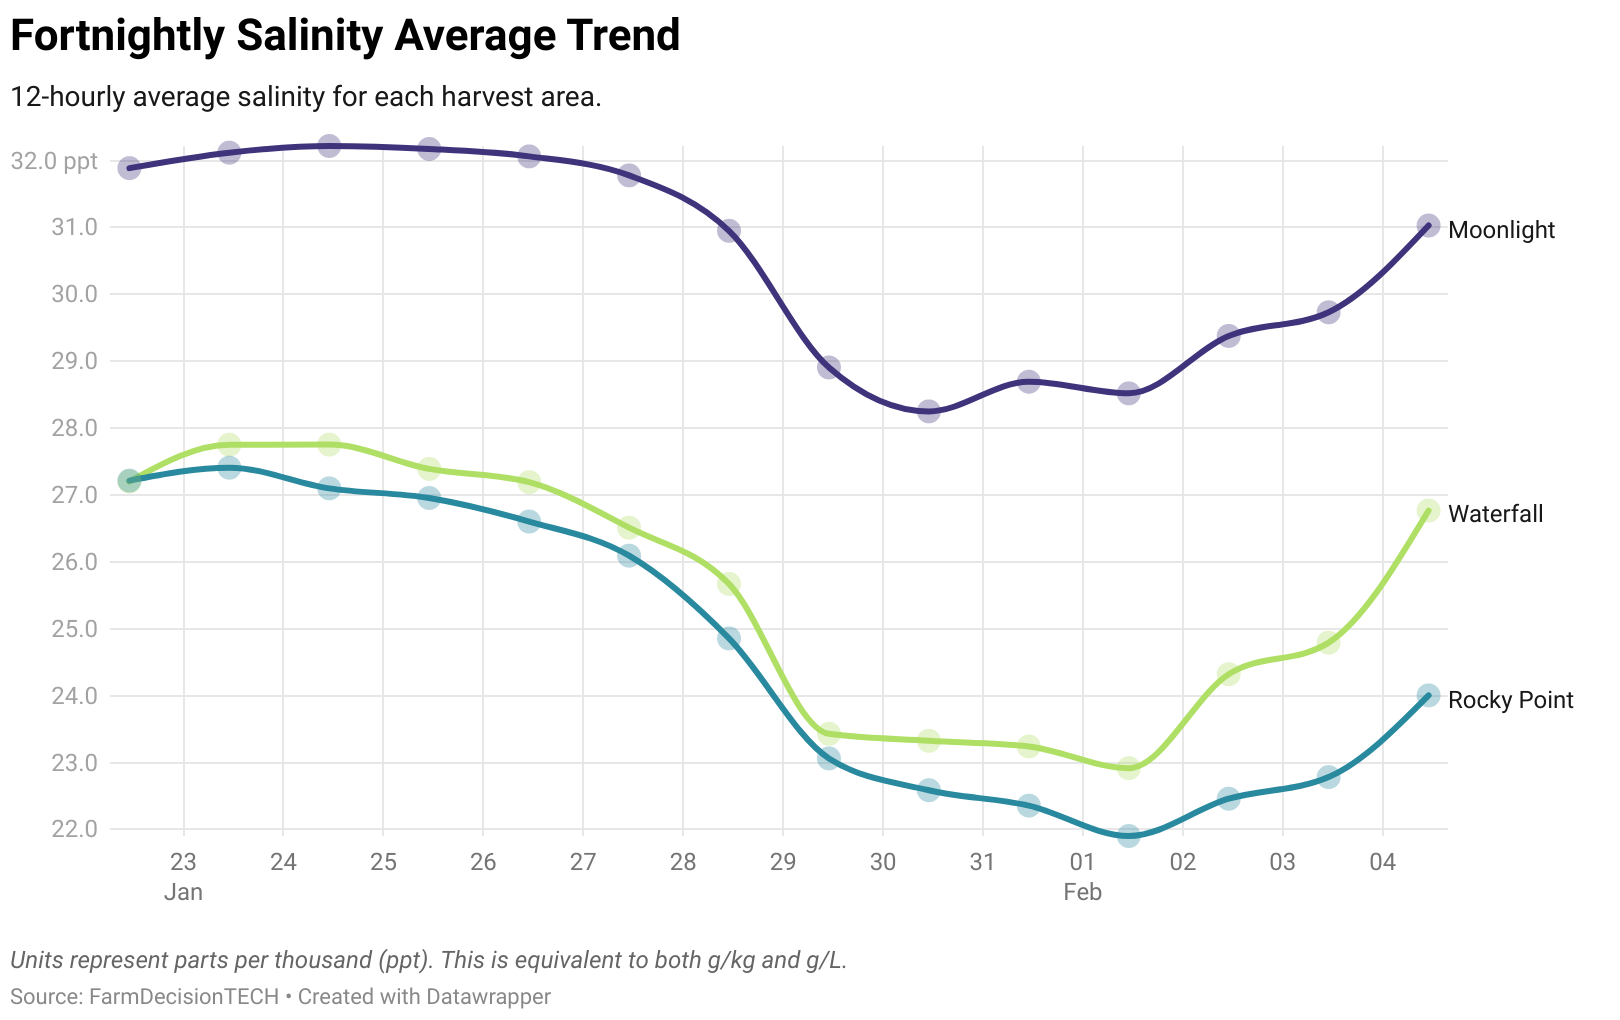 Fortnightly Salinity Average Trend
12-hourly average salinity for each harvest area.
32.0 ppt
31.0
30.0
29.0
28.0
27.0
26.0
25.0
24.0
23.0
22.0
Moonlight
Waterfall
Rocky Point
23 24 25 26 27 28 29 30 31 01 02 03 04
Jan Feb
Units represent parts per thousand (ppt). This is equivalent to both g/kg and g/L.
Source: FarmDecisionTECH • Created with Datawrapper